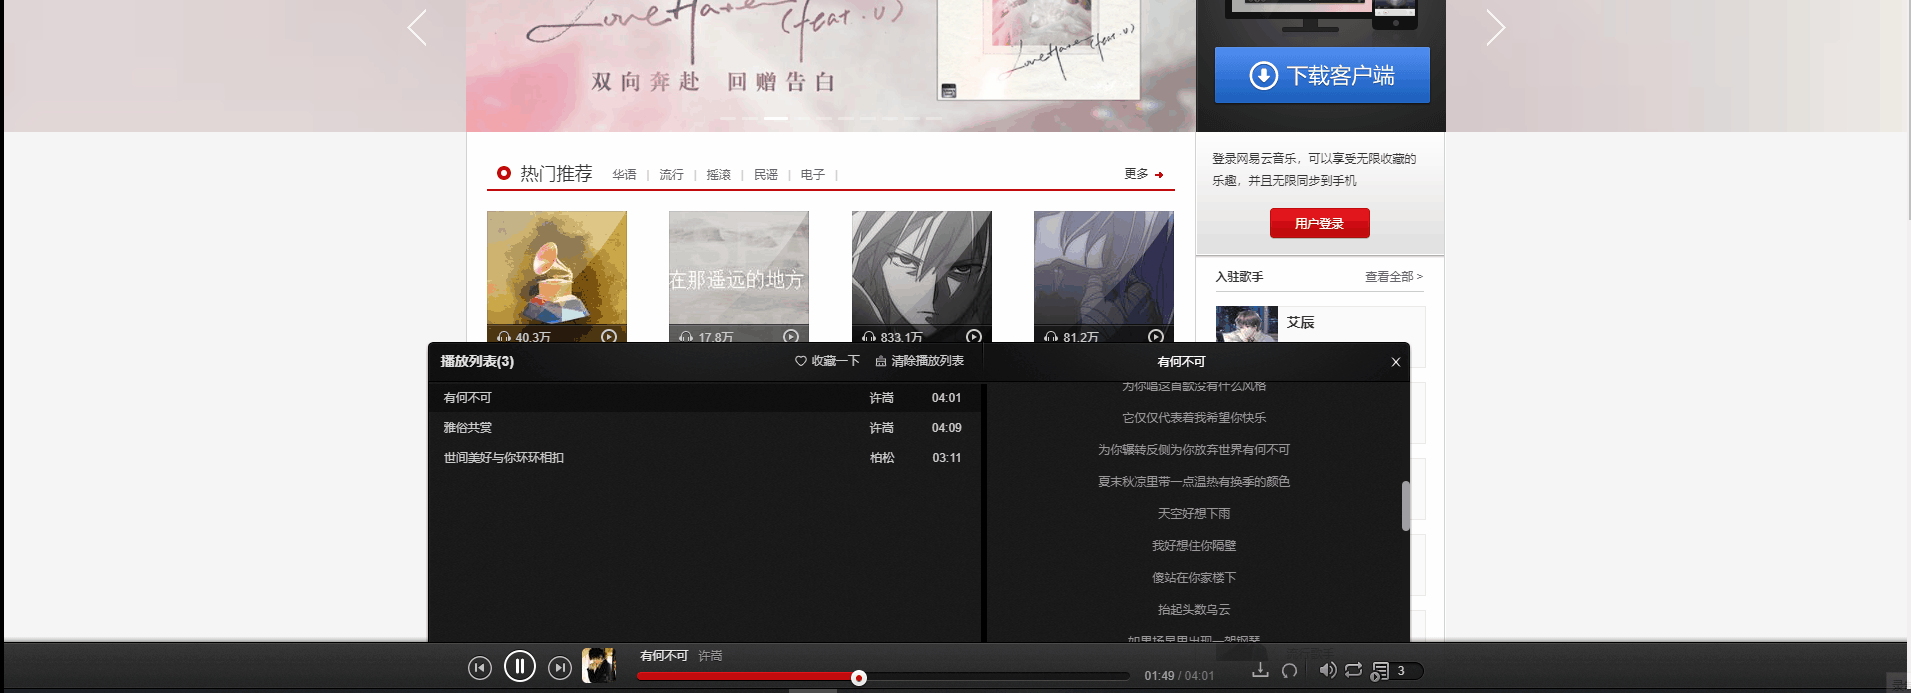 LoveHate (feat.u)
双向奔赴 回赠告白
LoveHate (feat.u)
下载客户端
热门推荐 华语 | 流行 | 摇滚 | 民谣 | 电子 | 更多
登录网易云音乐，可以享受无限收藏的
乐趣，并且无限同步到手机
用户登录
在那遥远的地方
40.3万 17.8万 833.1万 81.2万
入驻歌手 查看全部 >
艾辰
播放列表(3) 收藏一下 清除播放列表 有何不可
有何不可 许嵩 04:01
雅俗共赏 许嵩 04:09
世间美好与你环环相扣 柏松 03:11
为你唱这首歌没有什么风格
它仅仅代表着我希望你快乐
为你辗转反侧为你放弃世界有何不可
夏末秋凉里带一点温热有换季的颜色
天空好想下雨
我好想住你隔壁
傻站在你家楼下
抬起头数乌云
如果场景里出现一架钢琴
有何不可 许嵩
01:49 / 04:01
3